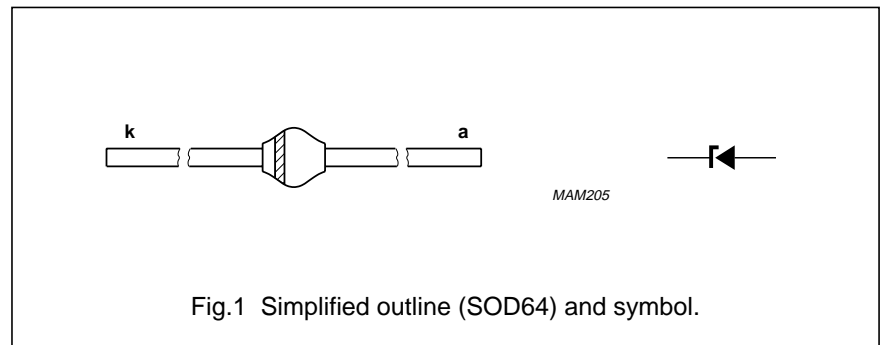 k
a
MAM205
Fig.1 Simplified outline (SOD64) and symbol.